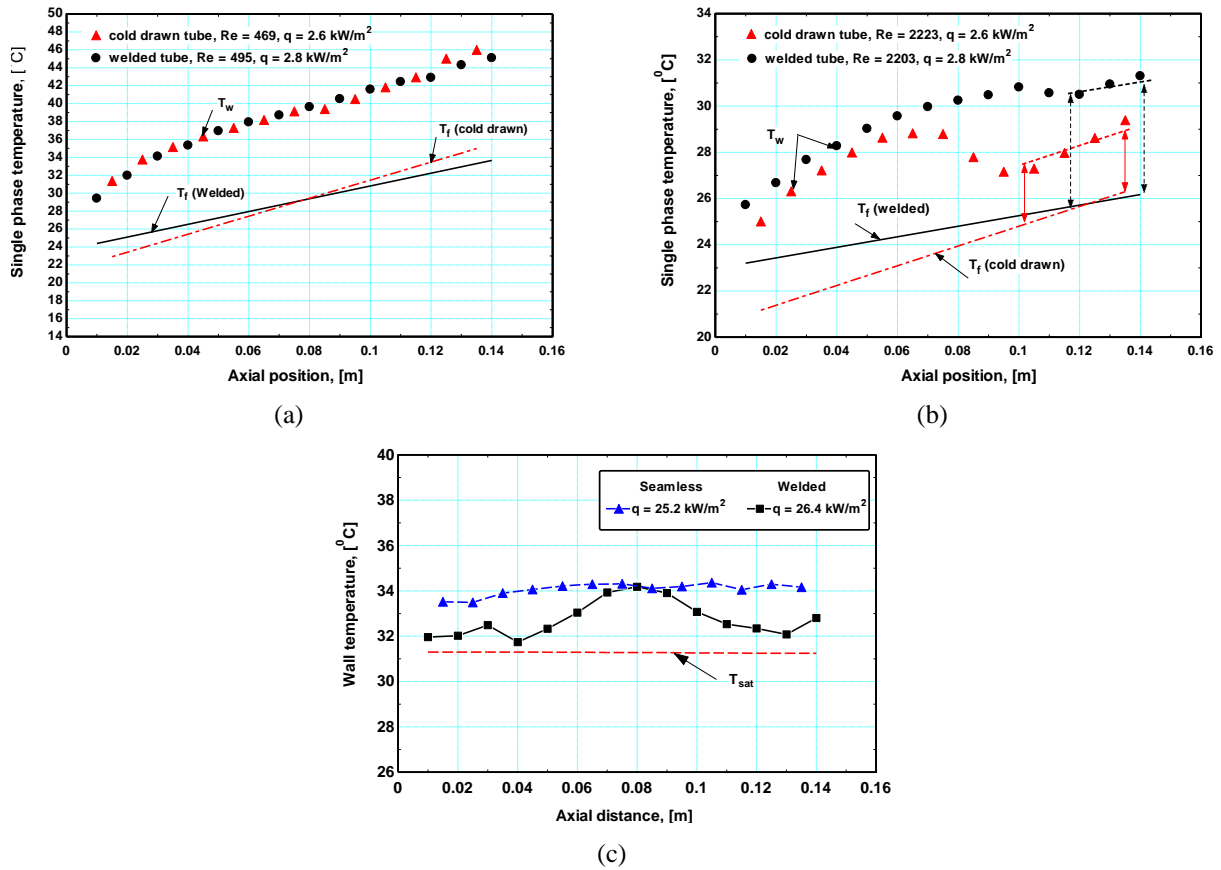 50
48
46
44
42
40
38
36
34
32
30
28
26
24
22
20
18
16
14
Single phase temperature, [°C]
▲ cold drawn tube, Re = 469, q = 2.6 kW/m²
● welded tube, Re = 495, q = 2.8 kW/m²
T_w
T_f (cold drawn)
T_f (Welded)
0 0.02 0.04 0.06 0.08 0.1 0.12 0.14 0.16
Axial position, [m]
(a)
34
32
30
28
26
24
22
20
Single phase temperature, [⁰C]
▲ cold drawn tube, Re = 2223, q = 2.6 kW/m²
● welded tube, Re = 2203, q = 2.8 kW/m²
T_w
T_f (welded)
T_f (cold drawn)
0 0.02 0.04 0.06 0.08 0.1 0.12 0.14 0.16
Axial position, [m]
(b)
40
38
36
34
32
30
28
26
Wall temperature, [⁰C]
Seamless Welded
q = 25.2 kW/m² q = 26.4 kW/m²
T_sat
0 0.02 0.04 0.06 0.08 0.1 0.12 0.14 0.16
Axial distance, [m]
(c)